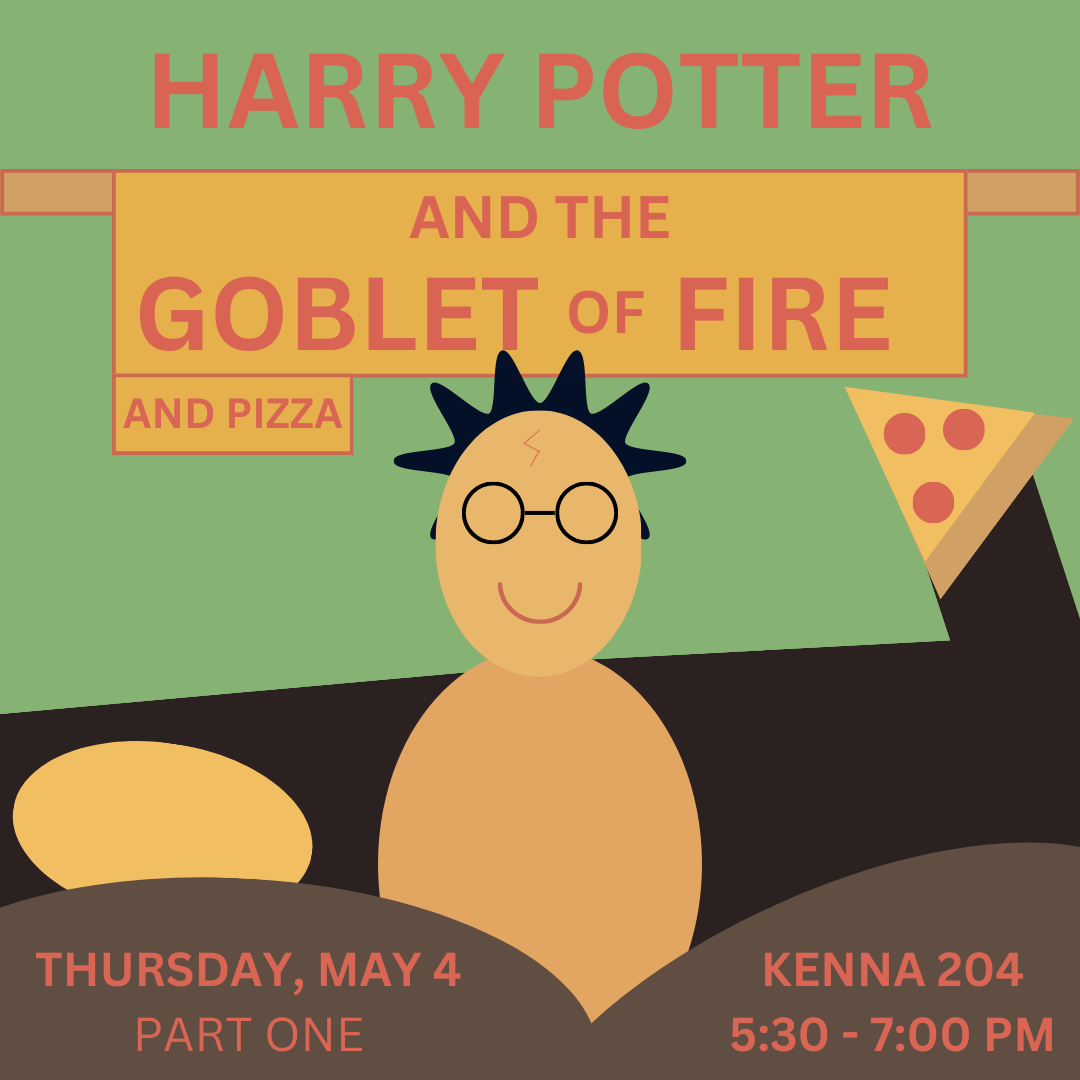 HARRY POTTER
AND THE
GOBLET OF FIRE
AND PIZZA
THURSDAY, MAY 4
PART ONE
KENNA 204
5:30 - 7:00 PM